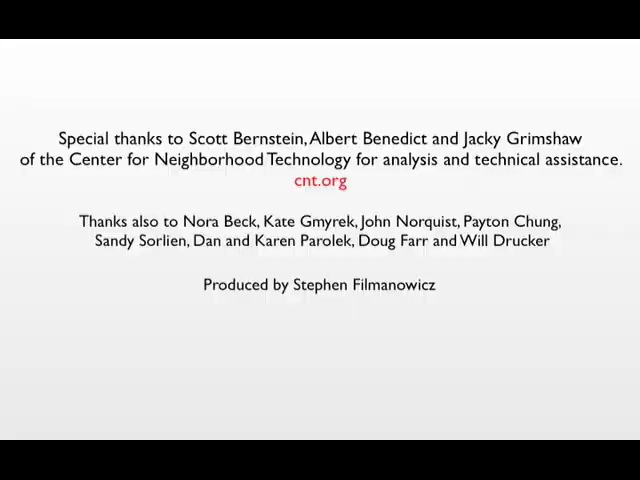 Special thanks to Scott Bernstein, Albert Benedict and Jacky Grimshaw
of the Center for Neighborhood Technology for analysis and technical assistance.
cnt.org
Thanks also to Nora Beck, Kate Gmyrek, John Norquist, Payton Chung,
Sandy Sorlien, Dan and Karen Parolek, Doug Farr and Will Drucker
Produced by Stephen Filmanowicz